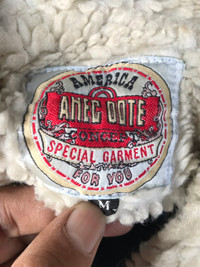 AMERICA
ANEC DOTE
SPECIAL GARMENT
FOR YOU
M